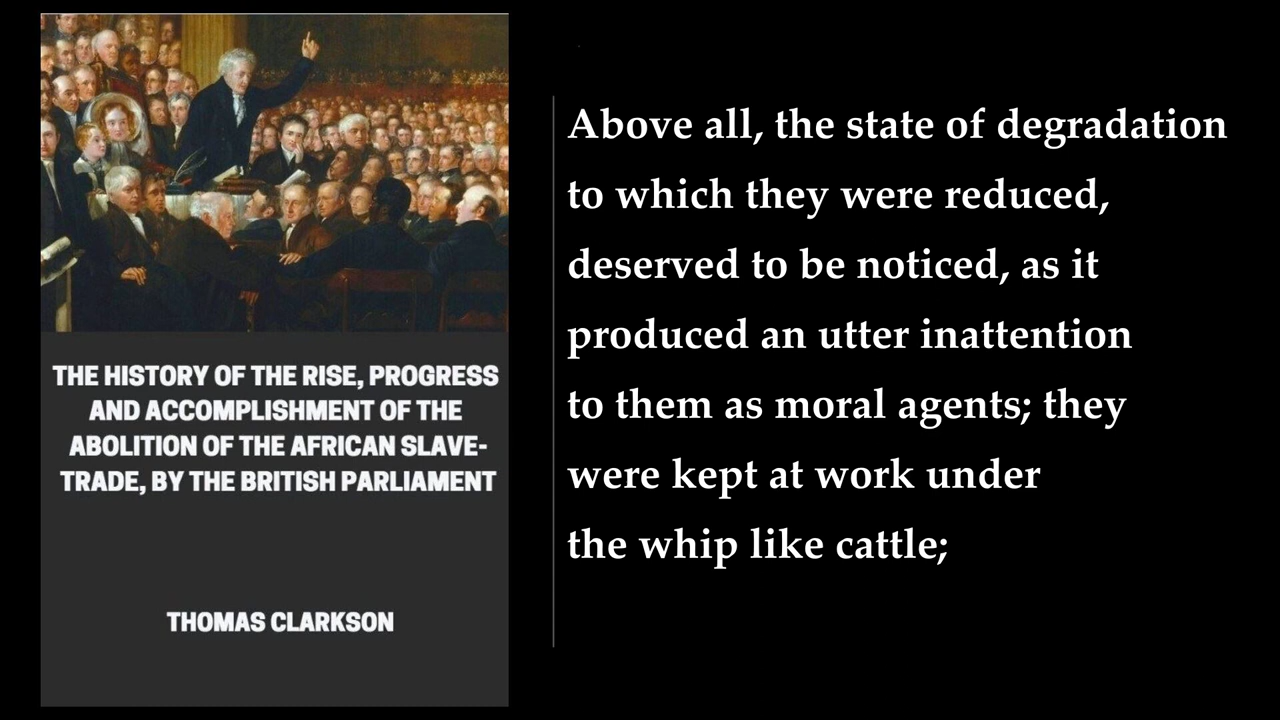 THE HISTORY OF THE RISE, PROGRESS
AND ACCOMPLISHMENT OF THE
ABOLITION OF THE AFRICAN SLAVE-
TRADE, BY THE BRITISH PARLIAMENT
THOMAS CLARKSON
Above all, the state of degradation
to which they were reduced,
deserved to be noticed, as it
produced an utter inattention
to them as moral agents; they
were kept at work under
the whip like cattle;